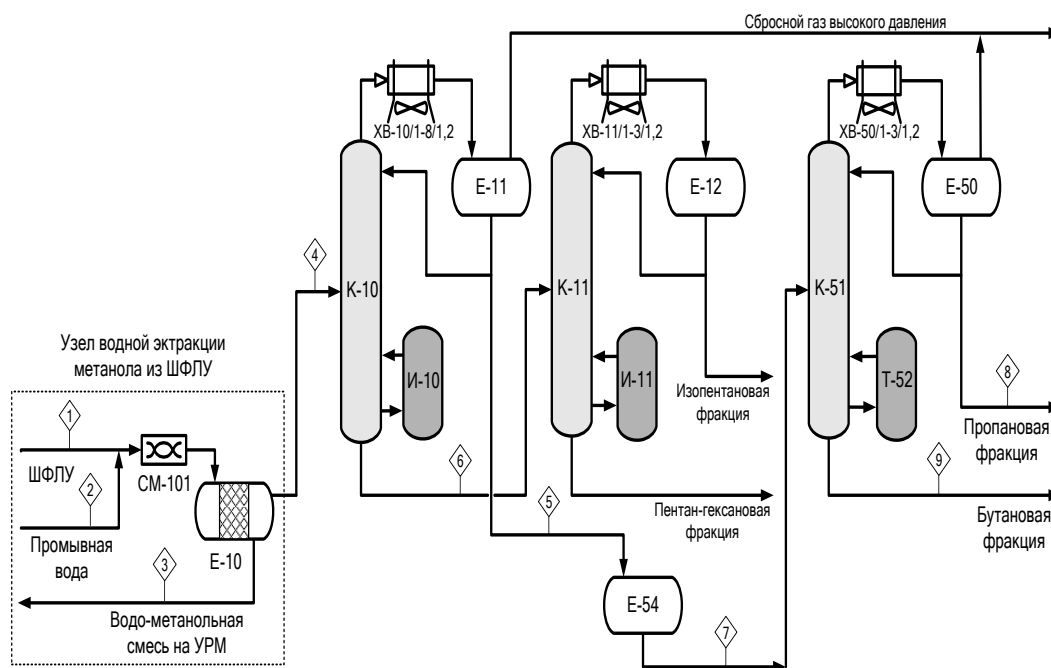 Сбросной газ высокого давления
ХВ-10/1-8/1,2
ХВ-11/1-3/1,2
ХВ-50/1-3/1,2
Е-11
Е-12
Е-50
4
К-10
К-11
К-51
Узел водной эктракции
метанола из ШФЛУ
И-10
И-11
Т-52
Изопентановая
фракция
8
Пропановая
фракция
1
ШФЛУ
СМ-101
6
9
2
Промывная
вода
Е-10
5
Пентан-гексановая
фракция
Бутановая
фракция
3
Водо-метанольная
смесь на УРМ
Е-54
7